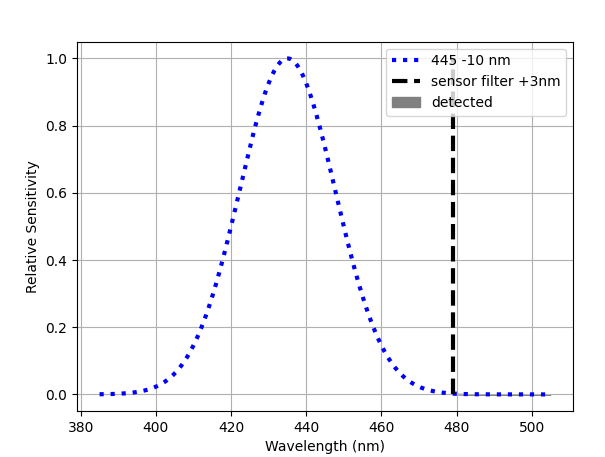 445 -10 nm
sensor filter +3nm
detected
Relative Sensitivity
1.0
0.8
0.6
0.4
0.2
0.0
380 400 420 440 460 480 500
Wavelength (nm)